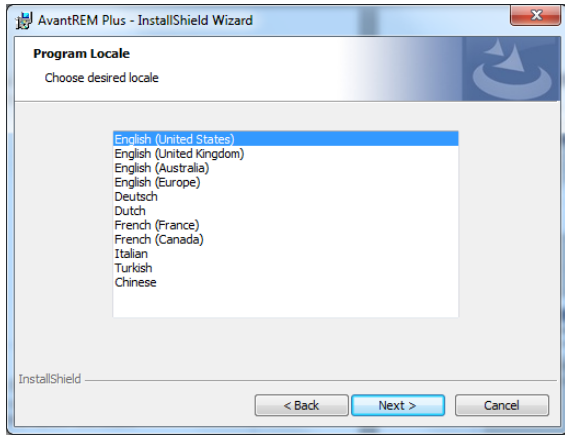 AvantREM Plus - InstallShield Wizard
Program Locale
Choose desired locale
English (United States)
English (United Kingdom)
English (Australia)
English (Europe)
Deutsch
Dutch
French (France)
French (Canada)
Italian
Turkish
Chinese
InstallShield
< Back Next > Cancel